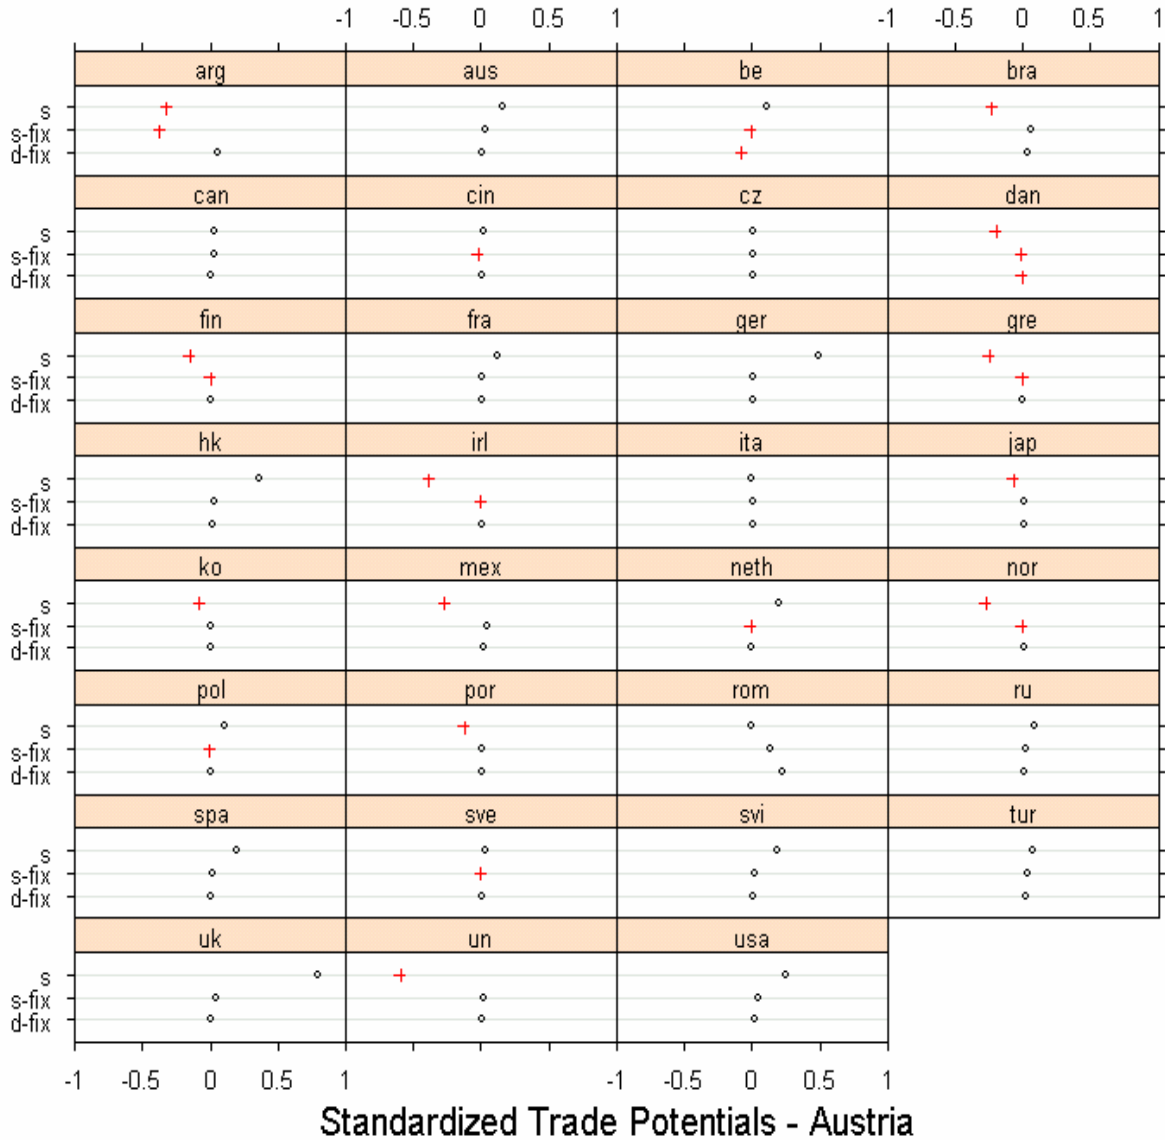 -1 -0.5 0 0.5 1 -1 -0.5 0 0.5 1
arg aus be bra
s
s-fix
d-fix
can cin cz dan
s
s-fix
d-fix
fin fra ger gre
s
s-fix
d-fix
hk irl ita jap
s
s-fix
d-fix
ko mex neth nor
s
s-fix
d-fix
pol por rom ru
s
s-fix
d-fix
spa sve svi tur
s
s-fix
d-fix
uk un usa
s
s-fix
d-fix
-1 -0.5 0 0.5 1 -1 -0.5 0 0.5 1
Standardized Trade Potentials - Austria